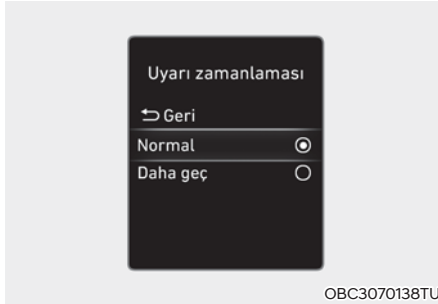 Uyarı zamanlaması
Geri
Normal
Daha geç
OBC3070138TU